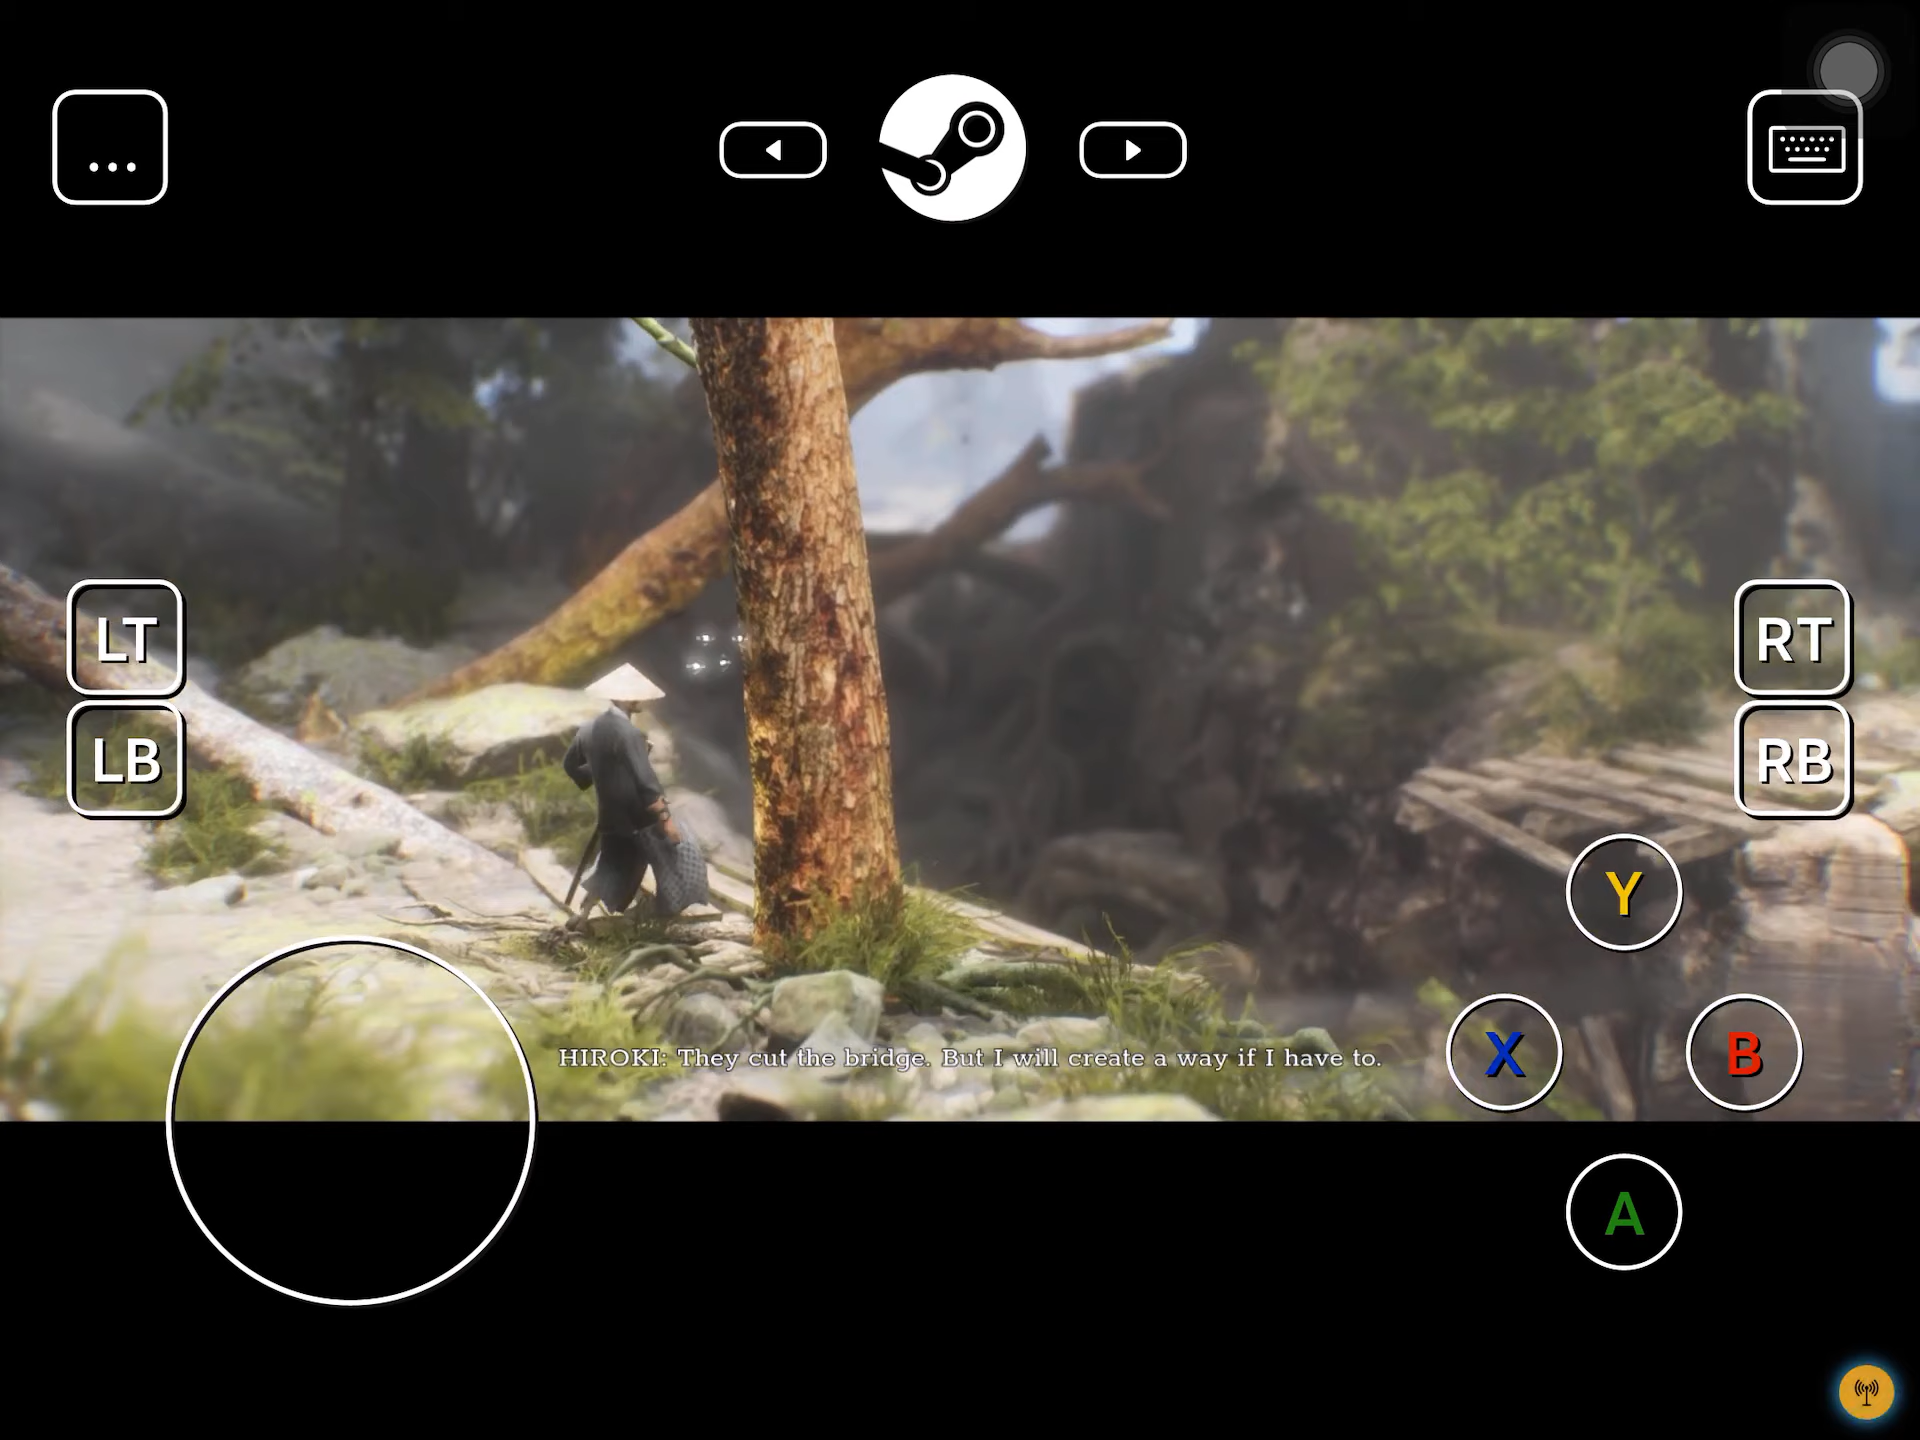 ...
LT
RT
LB
RB
Y
HIROKI: They cut the bridge. But I will create a way if I have to.
X
B
A